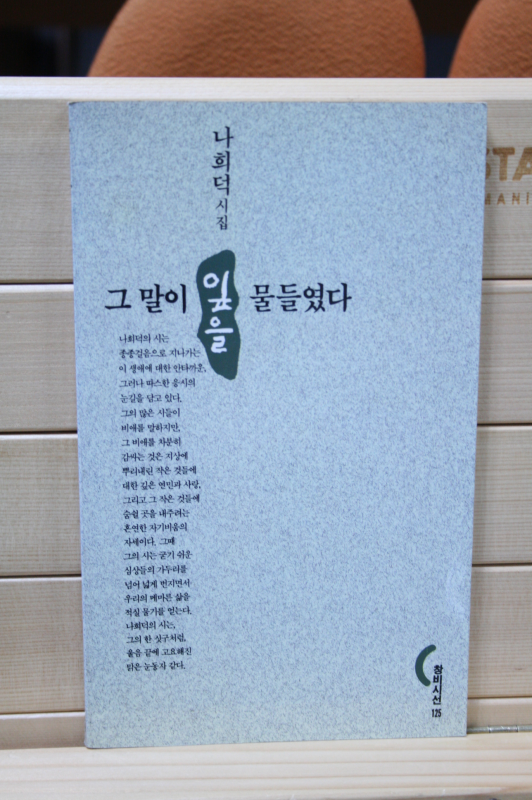 나희덕 시집
그 말이 잎을 물들였다
나희덕의 시는
종종걸음으로 지나가는
이 생애에 대한 안타까운,
그러나 따스한 응시의
눈길을 담고 있다.
그의 많은 시들이
비애를 말하지만,
그 비애를 차분히
감싸는 것은 지상에
뿌리내린 작은 것들에
대한 깊은 연민과 사랑,
그리고 그 작은 것들에
숨쉴 곳을 내주려는
혼연한 자기비움의
자세이다. 그때
그의 시는 굳기 쉬운
심상들의 가두리를
넘어 넓게 번지면서
우리의 메마른 삶을
적실 물기를 얻는다.
나희덕의 시는,
그의 한 싯구처럼,
울음 끝에 고요해진
맑은 눈동자 같다.
창비시선
125
STA
MANI